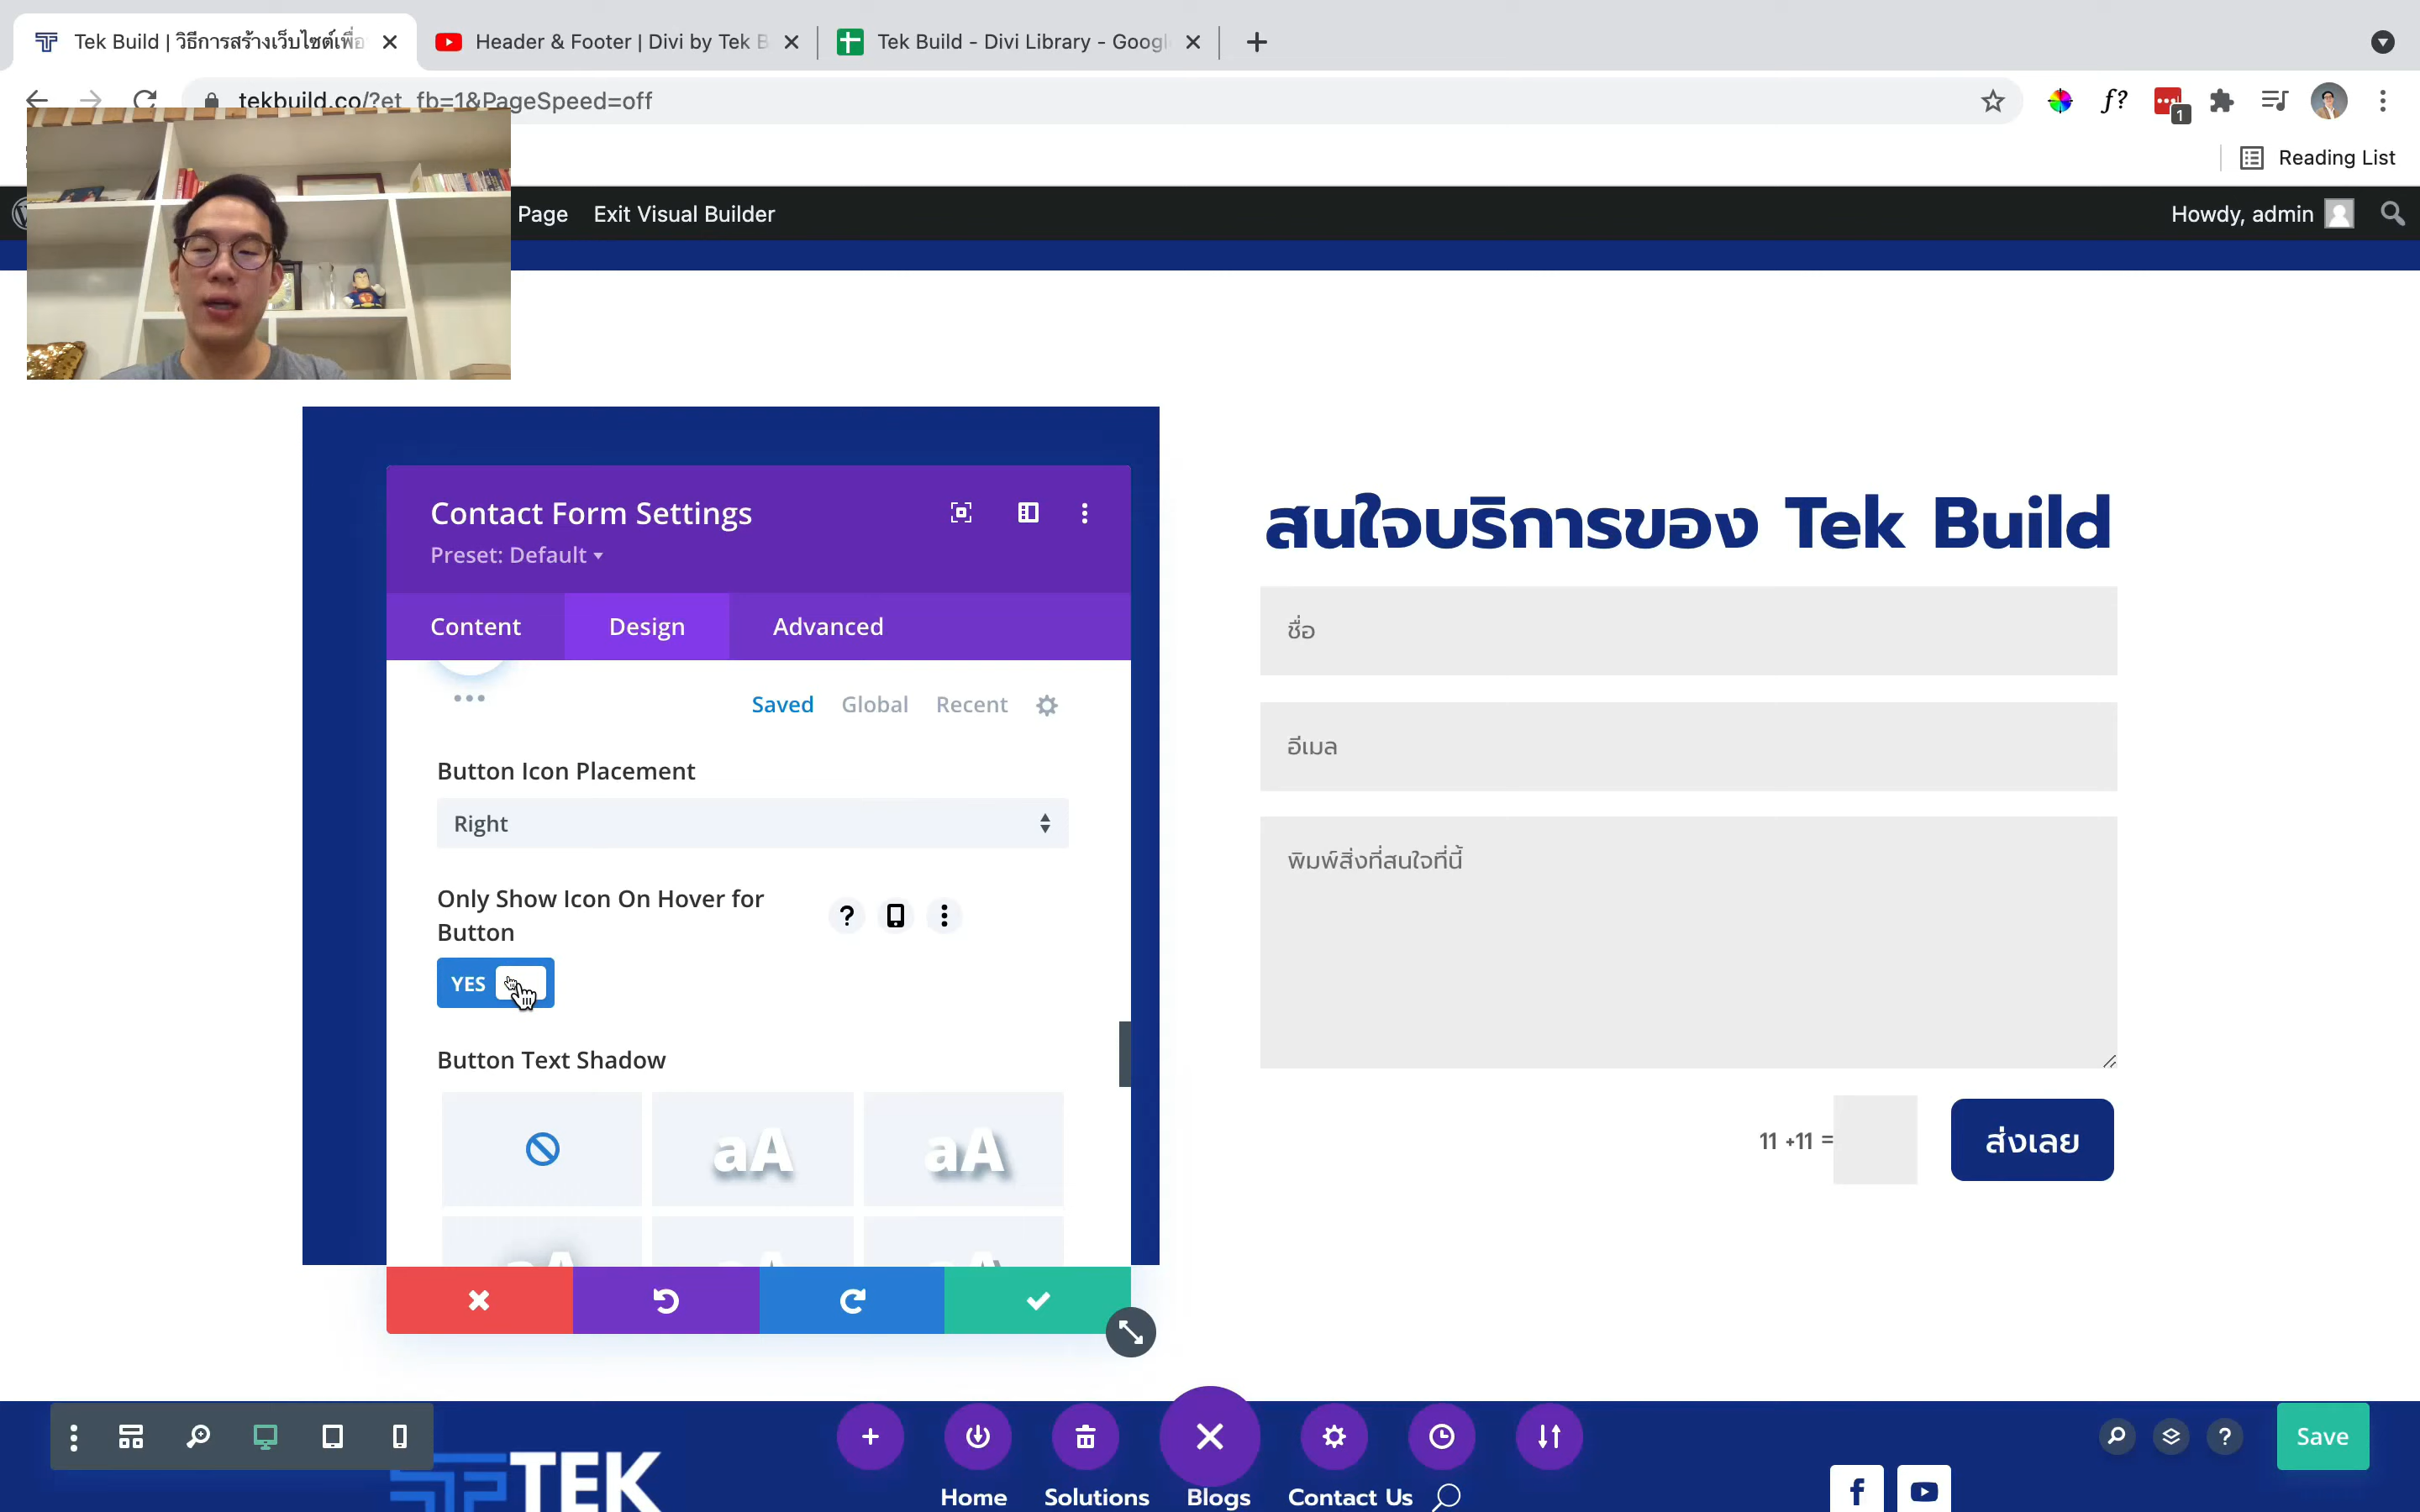 Tek Build | วิธีการสร้างเว็บไซต์เพื่อ
Header & Footer | Divi by Tek B
Tek Build - Divi Library - Googl
tekbuild.co/?et_fb=1&PageSpeed=off
1
Reading List
Page
Exit Visual Builder
Howdy, admin
Contact Form Settings
Preset: Default
Content
Design
Advanced
Saved
Global
Recent
Button Icon Placement
Right
Only Show Icon On Hover for
Button
YES
Button Text Shadow
aA
aA
สนใจบริการของ Tek Build
ชื่อ
อีเมล
พิมพ์สิ่งที่สนใจที่นี้
11 +11 =
ส่งเลย
TEK
Home
Solutions
Blogs
Contact Us
Save